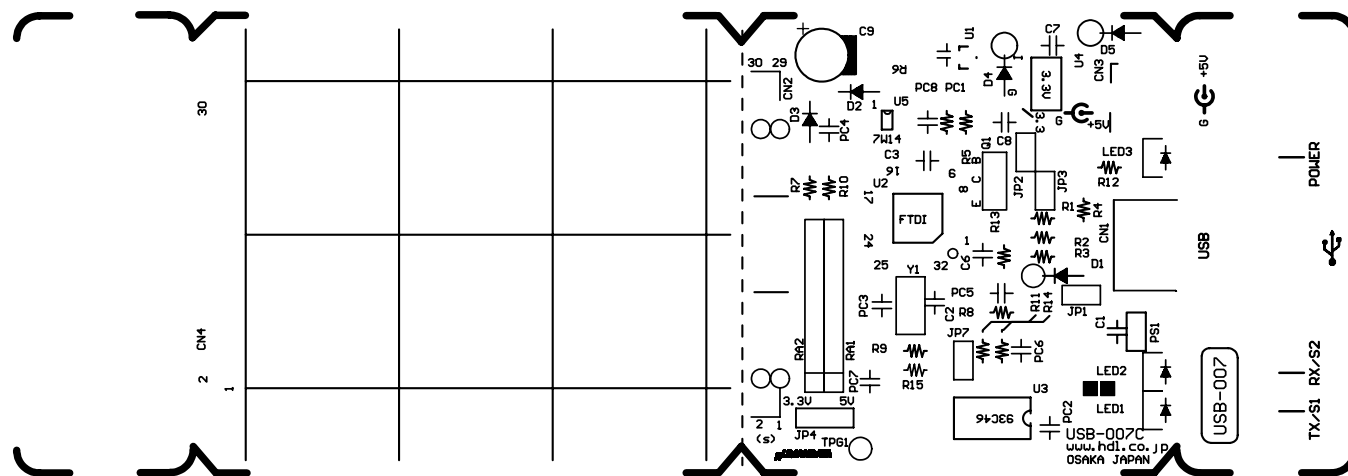 30
CN4
2
1
30 29
CN2
+
C9
D2
D3
PC4
1
U5
7W14
R6
PC8 PC1
U1
D4
G
I
C7
3.3V
3.3
U4
D5
CN3
G
+5V
+5V
G
C3
16
C8
Q1
B
C
E
R5
9
8
JP2
JP3
LED3
R12
POWER
R7
R10
U2
17
24
25
32
1
FTDI
R13
R1
R4
R2
R3
CN1
USB
C6
D1
Y1
PC3
C2
PC5
R8
R11
R14
JP1
C1
PS1
RA2
RA1
R9
R15
PC7
JP7
PC6
LED2
LED1
RX/S2
TX/S1
USB-007
3.3V
5V
JP4
2 1
(s)
TPG1
U3
93C46
PC2
USB-007C
www.hdl.co.jp
OSAKA JAPAN